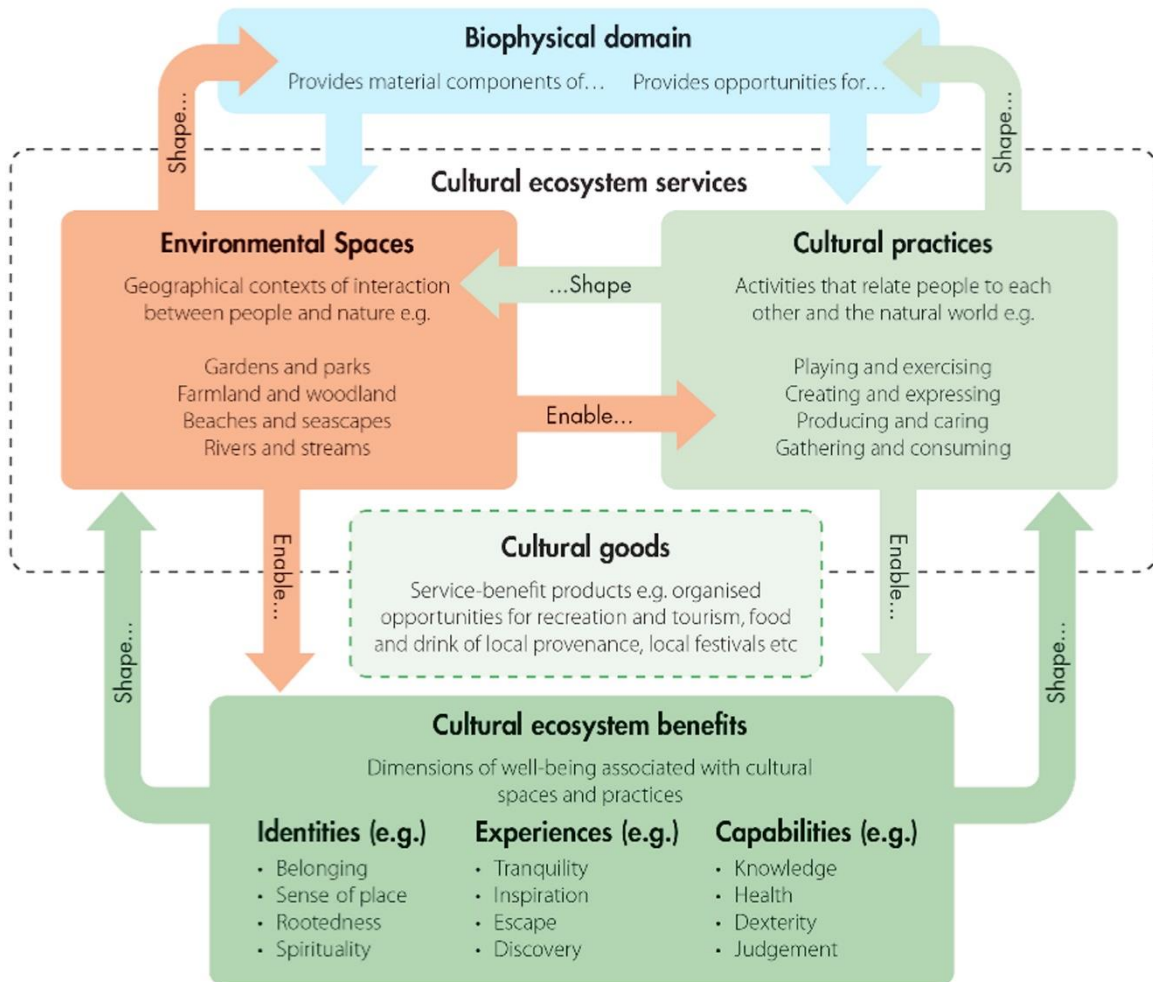 Biophysical domain
Provides material components of…
Provides opportunities for…
Shape…
Shape…
Cultural ecosystem services
Environmental Spaces
Geographical contexts of interaction
between people and nature e.g.
Gardens and parks
Farmland and woodland
Beaches and seascapes
Rivers and streams
…Shape
Enable…
Cultural practices
Activities that relate people to each
other and the natural world e.g.
Playing and exercising
Creating and expressing
Producing and caring
Gathering and consuming
Enable…
Enable…
Cultural goods
Service-benefit products e.g. organised
opportunities for recreation and tourism, food
and drink of local provenance, local festivals etc
Shape…
Shape…
Cultural ecosystem benefits
Dimensions of well-being associated with cultural
spaces and practices
Identities (e.g.)
• Belonging
• Sense of place
• Rootedness
• Spirituality
Experiences (e.g.)
• Tranquility
• Inspiration
• Escape
• Discovery
Capabilities (e.g.)
• Knowledge
• Health
• Dexterity
• Judgement